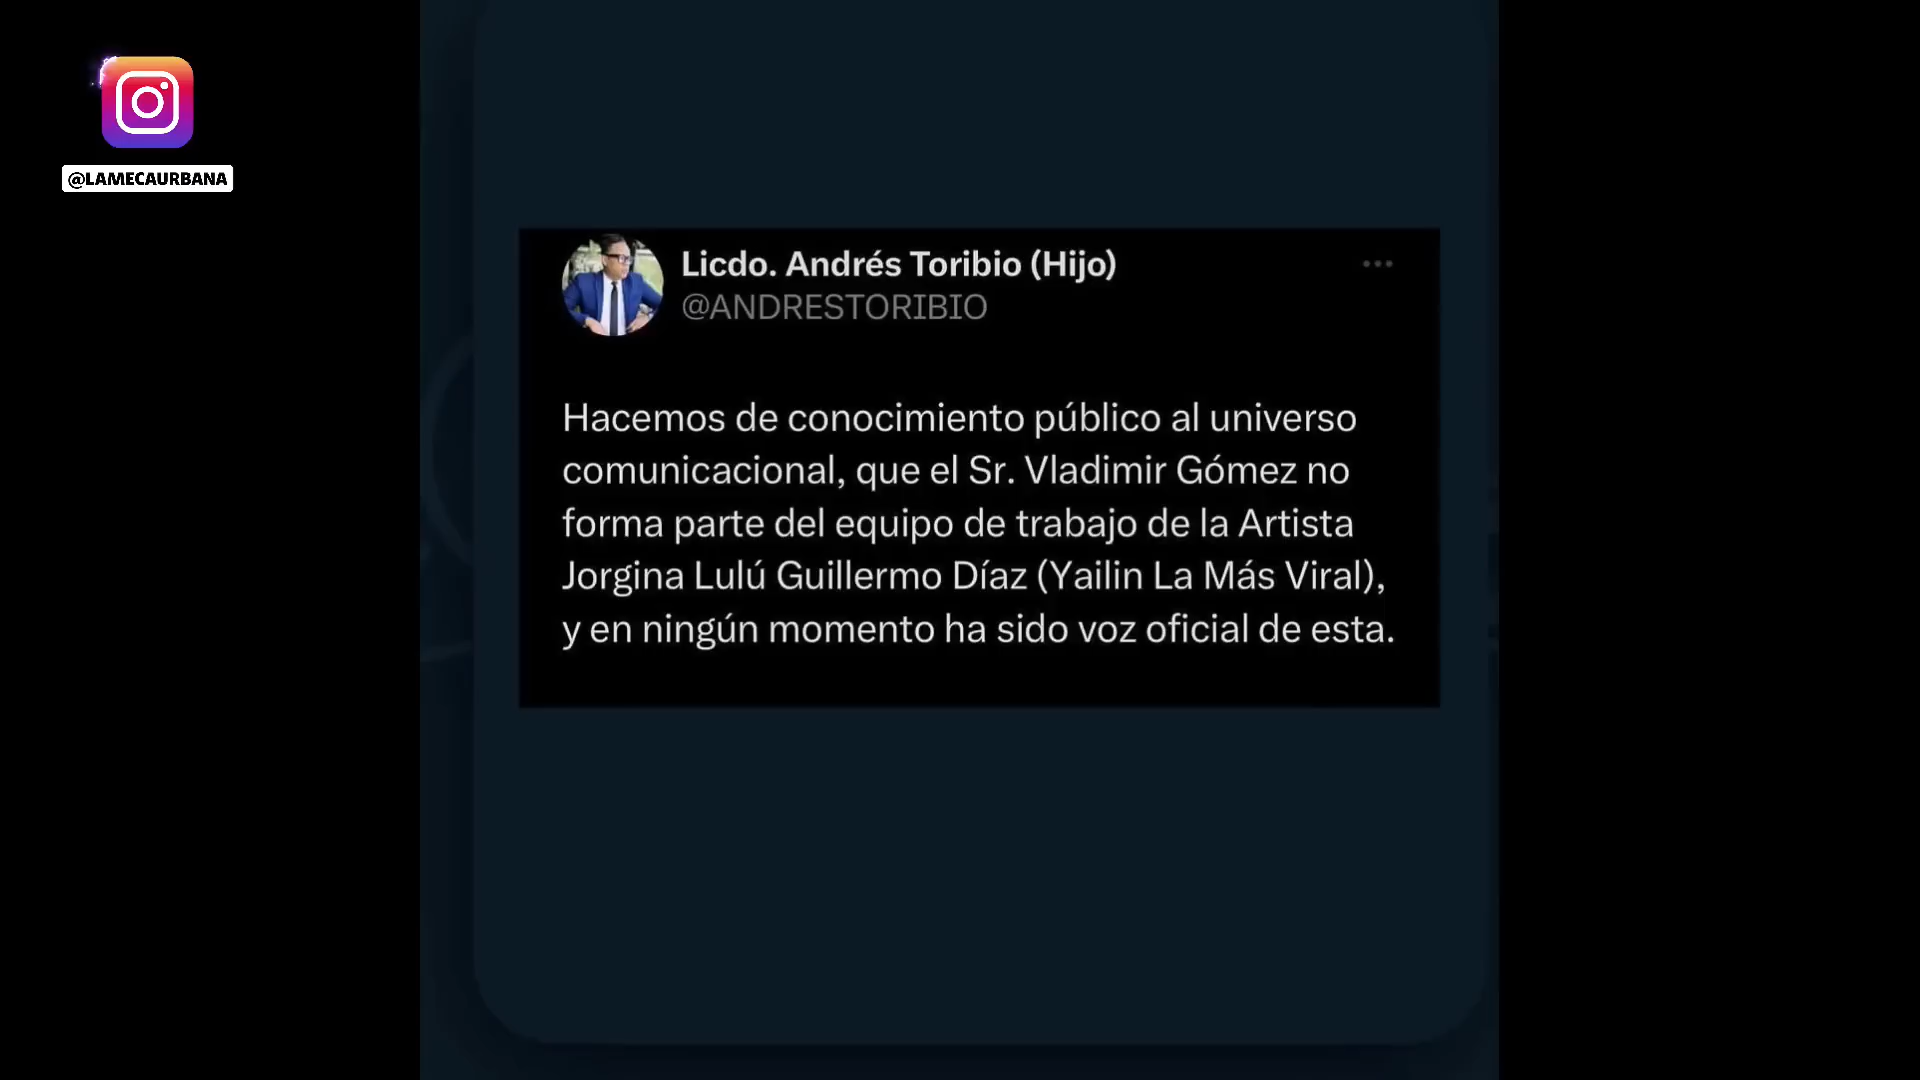 @LAMECAURBANA
Licdo. Andrés Toribio (Hijo)
@ANDRESTORIBIO
Hacemos de conocimiento público al universo
comunicacional, que el Sr. Vladimir Gómez no
forma parte del equipo de trabajo de la Artista
Jorgina Lulú Guillermo Díaz (Yailin La Más Viral),
y en ningún momento ha sido voz oficial de esta.